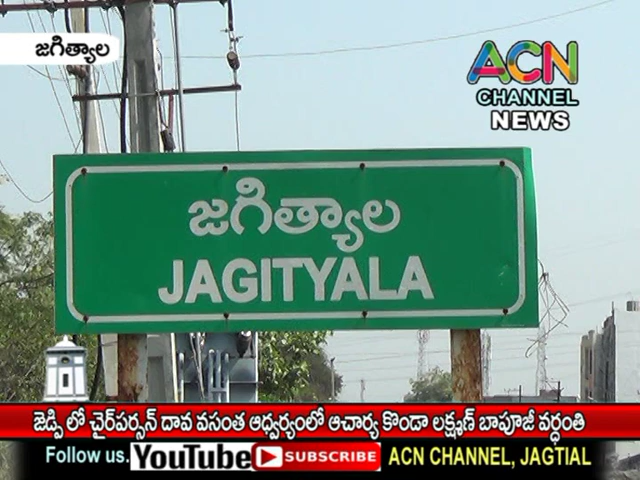 జగిత్యాల
ACN
CHANNEL
NEWS
జగిత్యాల
JAGITYALA
జెడ్పి లో చైర్‌పర్సన్ దావ వసంత ఆధ్వర్యంలో ఆచార్య కొండా లక్ష్మణ్ బాపూజీ వర్ధంతి
Follow us. YouTube SUBSCRIBE ACN CHANNEL, JAGTIAL